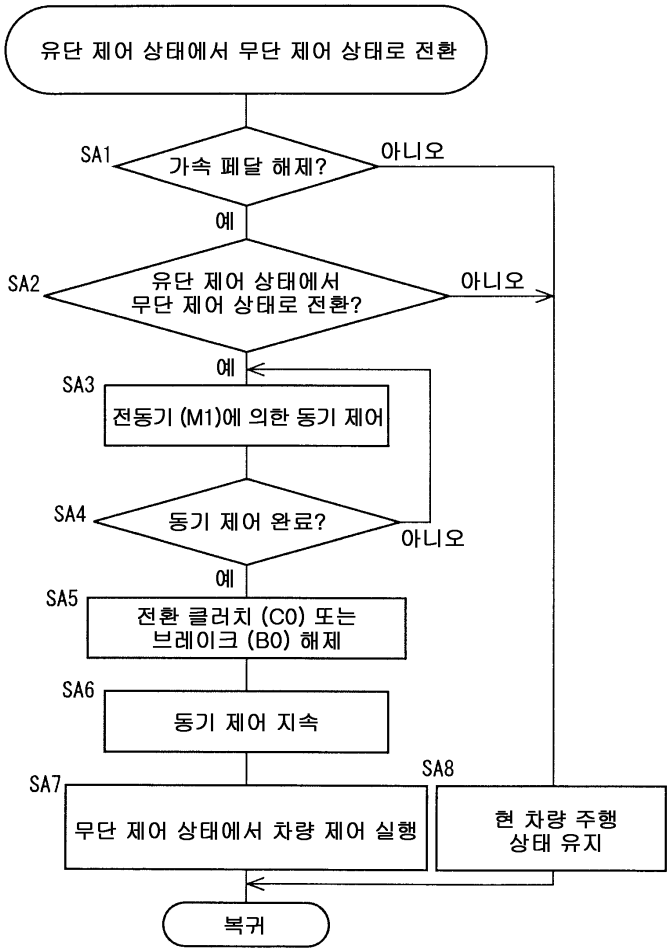 유단 제어 상태에서 무단 제어 상태로 전환
SA1
가속 페달 해제?
아니오
예
SA2
유단 제어 상태에서
무단 제어 상태로 전환?
아니오
예
SA3
전동기 (M1)에 의한 동기 제어
SA4
동기 제어 완료?
아니오
예
SA5
전환 클러치 (C0) 또는
브레이크 (B0) 해제
SA6
동기 제어 지속
SA7
무단 제어 상태에서 차량 제어 실행
SA8
현 차량 주행
상태 유지
복귀